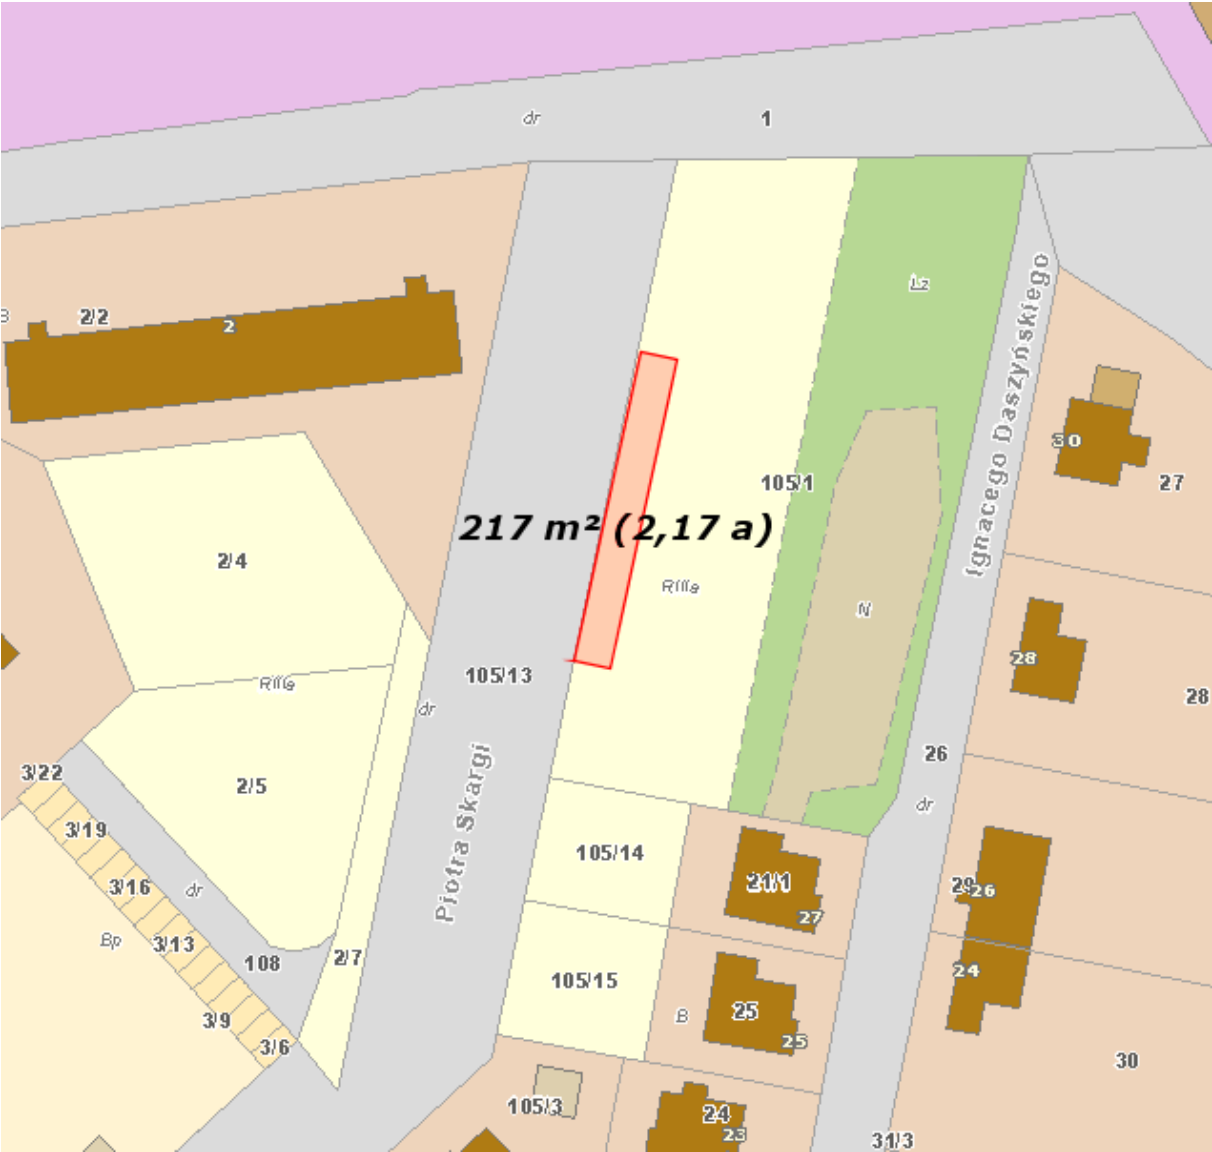 dr
1
Lz
B
2/2
2
Ignacego Daszyńskiego
30
27
105/1
217 m² (2,17 a)
2/4
RIIIa
N
28
28
105/13
RIIIa
dr
26
3/22
2/5
dr
3/19
Piotra Skargi
105/14
21/1
29
26
3/16
dr
27
Bp
3/13
108
2/7
24
105/15
B
25
25
3/9
3/6
30
105/3
24
23
31/3